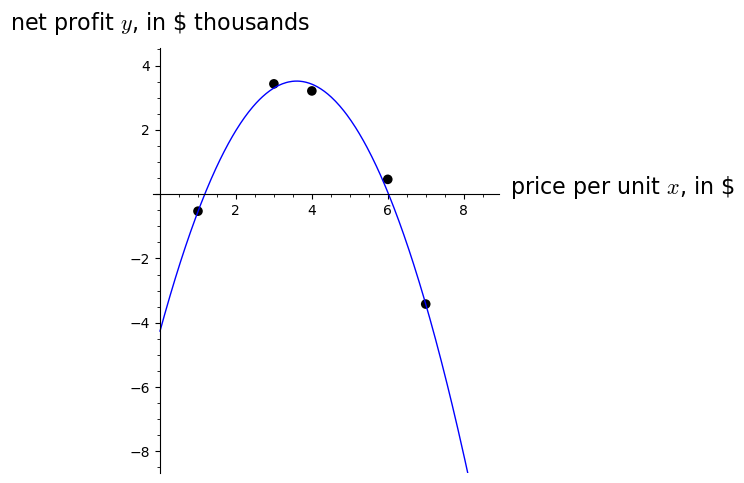 net profit y, in $ thousands
4
2
price per unit x, in $
2 4 6 8
−2
−4
−6
−8